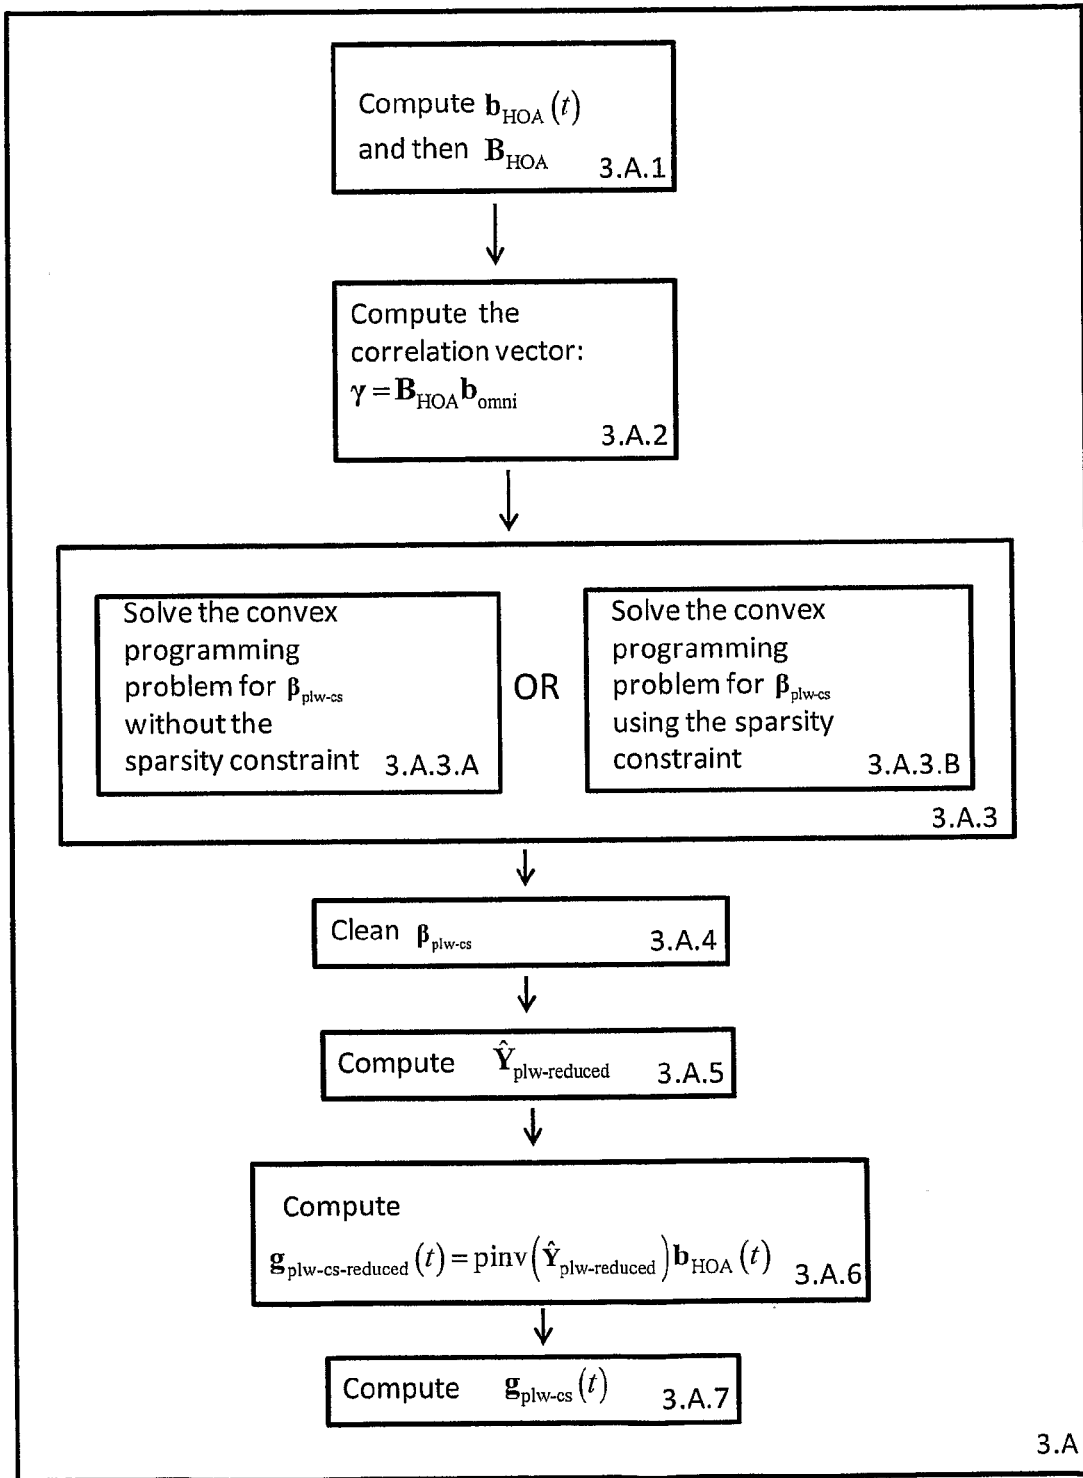 Compute b_HOA(t)
and then B_HOA
3.A.1
Compute the
correlation vector:
γ = B_HOA b_omni
3.A.2
Solve the convex
programming
problem for β_plw-cs
without the
sparsity constraint 3.A.3.A
OR
Solve the convex
programming
problem for β_plw-cs
using the sparsity
constraint 3.A.3.B
3.A.3
Clean β_plw-cs 3.A.4
Compute Ŷ_plw-reduced 3.A.5
Compute
g_plw-cs-reduced(t) = pinv(Ŷ_plw-reduced)b_HOA(t)
3.A.6
Compute g_plw-cs(t) 3.A.7
3.A